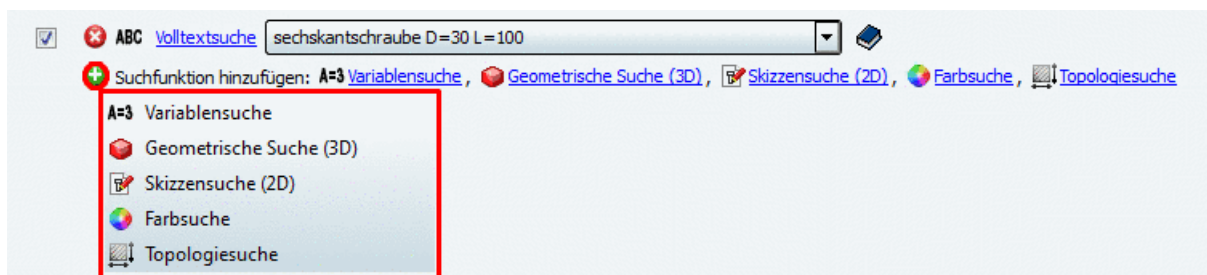 ABC Volltextsuche sechskantschraube D=30 L=100
Suchfunktion hinzufügen: A=3 Variablensuche, Geometrische Suche (3D), Skizzensuche (2D), Farbsuche, Topologiesuche
A=3 Variablensuche
Geometrische Suche (3D)
Skizzensuche (2D)
Farbsuche
Topologiesuche